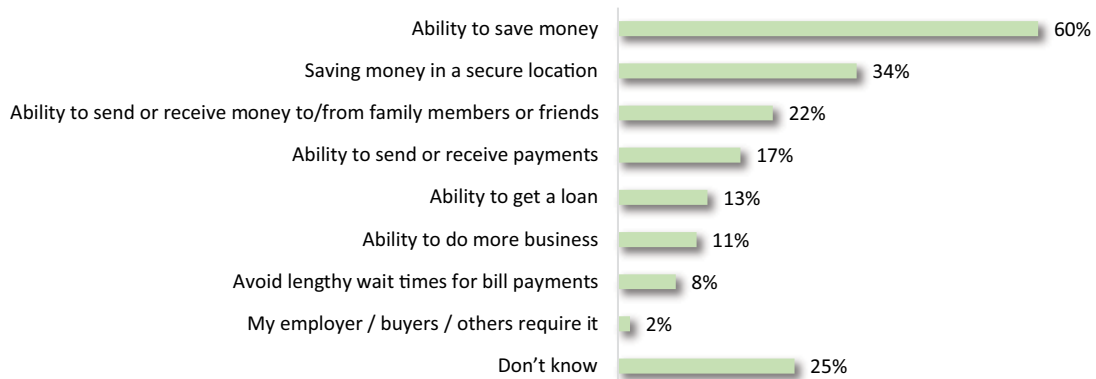 Ability to save money 60%
Saving money in a secure location 34%
Ability to send or receive money to/from family members or friends 22%
Ability to send or receive payments 17%
Ability to get a loan 13%
Ability to do more business 11%
Avoid lengthy wait times for bill payments 8%
My employer / buyers / others require it 2%
Don’t know 25%